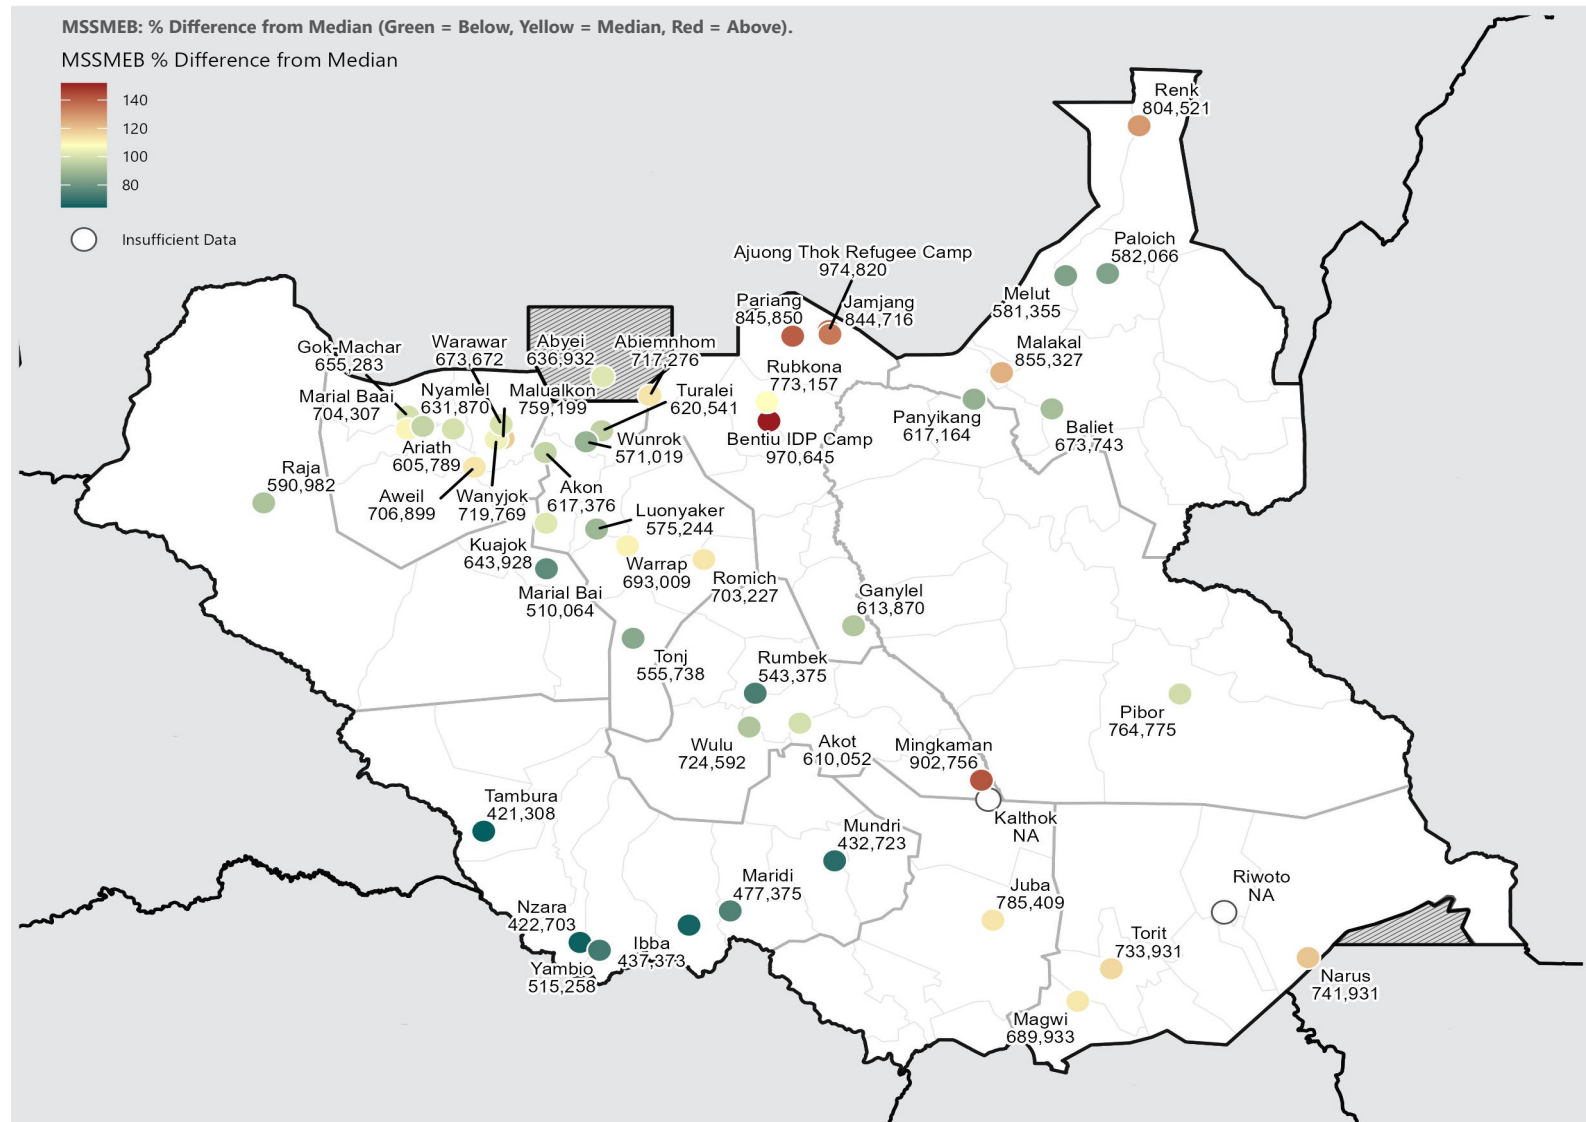 MSSMEB: % Difference from Median (Green = Below, Yellow = Median, Red = Above).
MSSMEB % Difference from Median
140
120
100
80
Insufficient Data
Renk
804,521
Paloich
582,066
Melut
581,355
Ajuong Thok Refugee Camp
974,820
Pariang
845,850
Jamjang
844,716
Malakal
855,327
Gok-Machar
655,283
Warawar
673,672
Abyei
636,932
Abiemnhom
717,276
Rubkona
773,157
Marial Baai
704,307
Nyamlel
631,870
Malualkon
759,199
Turalei
620,541
Panyikang
617,164
Baliet
673,743
Bentiu IDP Camp
970,645
Wunrok
571,019
Ariath
605,789
Raja
590,982
Aweil
706,899
Wanyjok
719,769
Akon
617,376
Luonyaker
575,244
Kuajok
643,928
Warrap
693,009
Romich
703,227
Marial Bai
510,064
Ganylel
613,870
Tonj
555,738
Rumbek
543,375
Pibor
764,775
Wulu
724,592
Akot
610,052
Mingkaman
902,756
Kalthok
NA
Tambura
421,308
Mundri
432,723
Maridi
477,375
Juba
785,409
Riwoto
NA
Nzara
422,703
Ibba
437,373
Yambio
515,258
Torit
733,931
Narus
741,931
Magwi
689,933